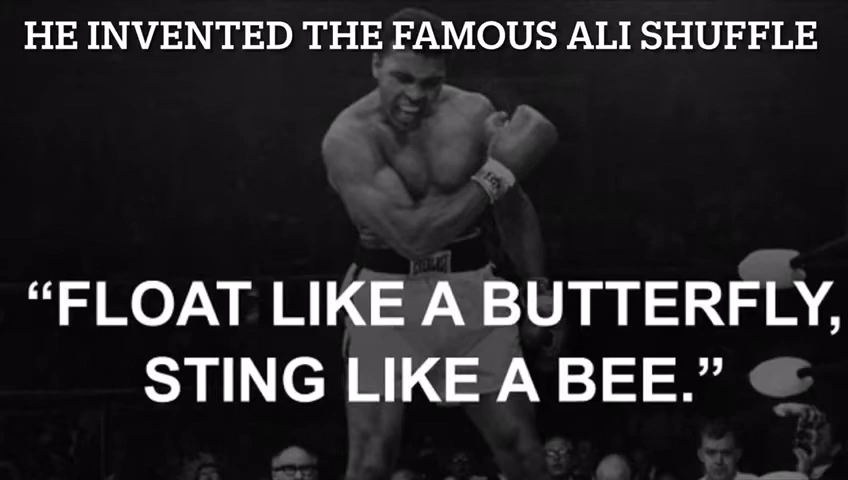 HE INVENTED THE FAMOUS ALI SHUFFLE
“FLOAT LIKE A BUTTERFLY,
STING LIKE A BEE.”